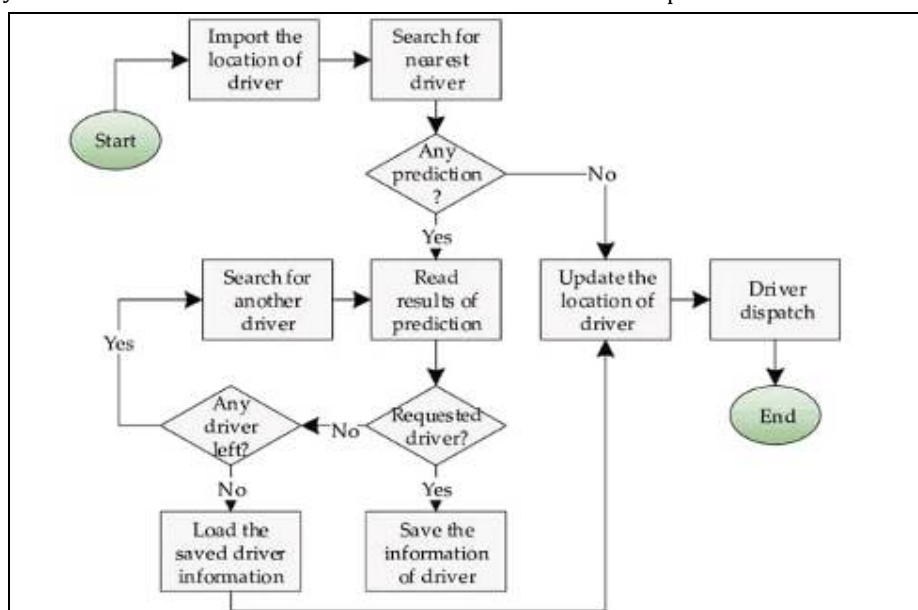 Import the
location of
driver
Search for
nearest
driver
Start
Any
prediction
?
No
Yes
Search for
another
driver
Read
results of
prediction
Update the
location of
driver
Driver
dispatch
Yes
Any
driver
left?
No
Requested
driver?
End
No
Yes
Load the
saved driver
information
Save the
information
of driver